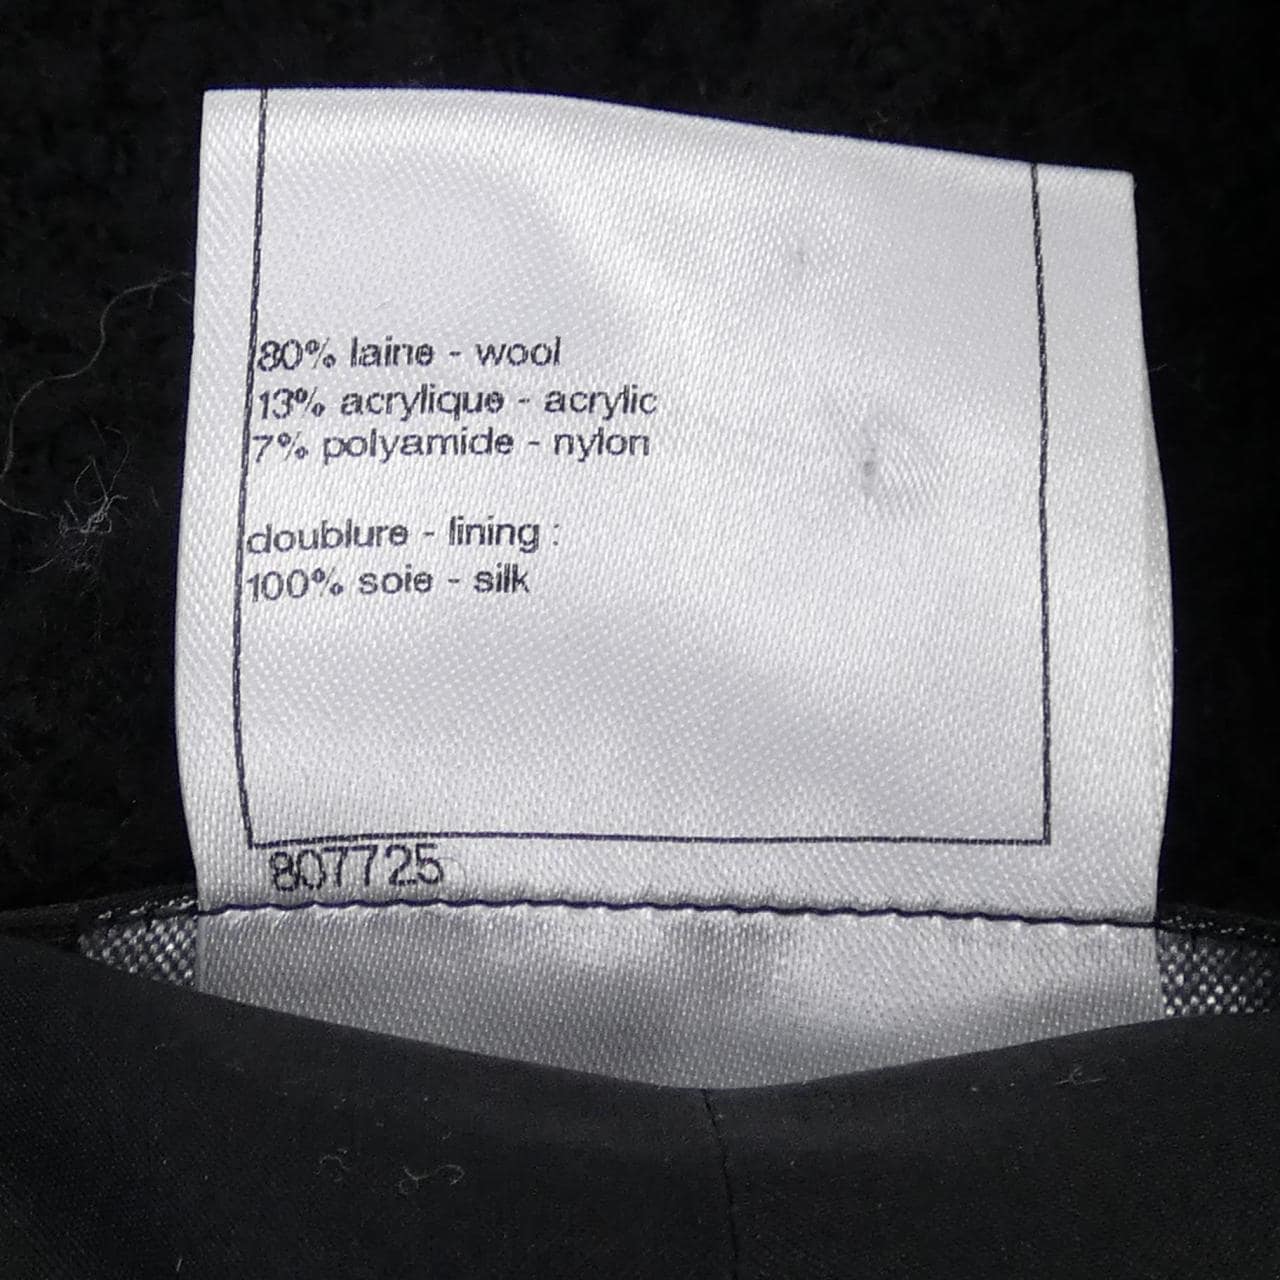 80% laine - wool
13% acrylique - acrylic
7% polyamide - nylon
doublure - lining :
100% soie - silk
807725